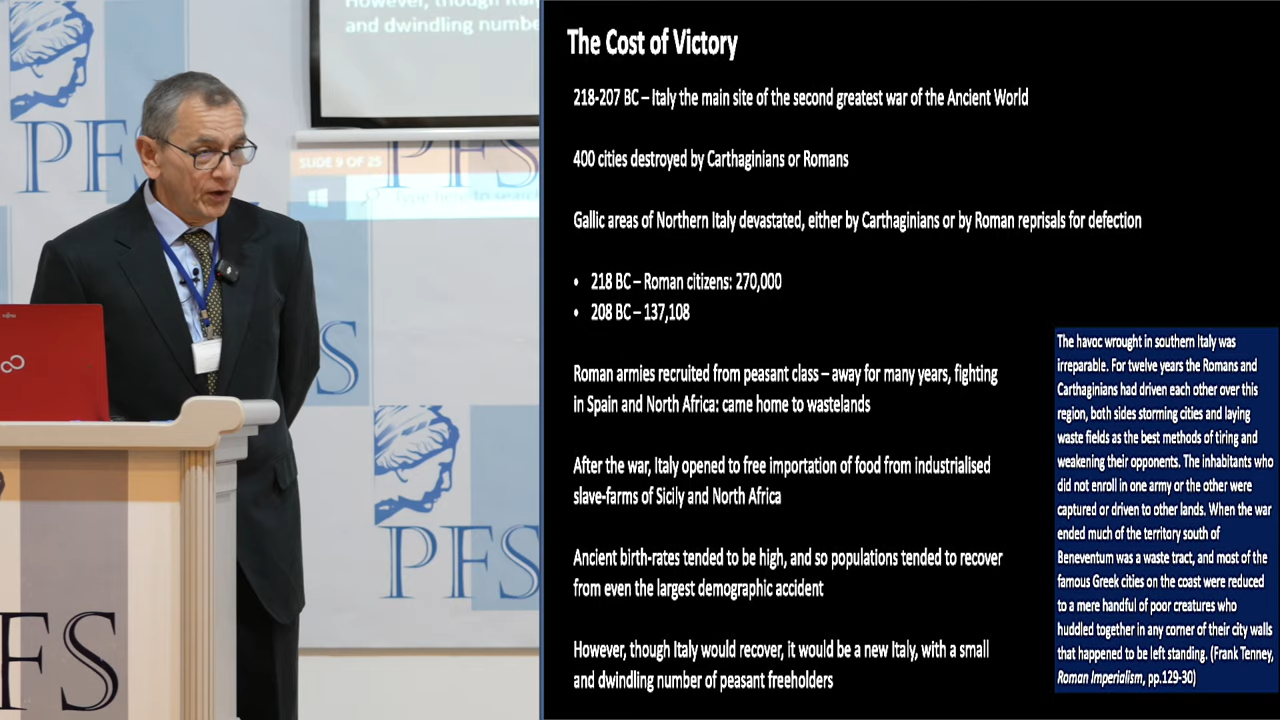 However, though Italy
and dwindling numbe
PFS
SLIDE 9 OF 25
PFS
Type here to search
PFS
PFS
The Cost of Victory
218-207 BC – Italy the main site of the second greatest war of the Ancient World
400 cities destroyed by Carthaginians or Romans
Gallic areas of Northern Italy devastated, either by Carthaginians or by Roman reprisals for defection
• 218 BC – Roman citizens: 270,000
• 208 BC – 137,108
Roman armies recruited from peasant class – away for many years, fighting
in Spain and North Africa: came home to wastelands
After the war, Italy opened to free importation of food from industrialised
slave-farms of Sicily and North Africa
Ancient birth-rates tended to be high, and so populations tended to recover
from even the largest demographic accident
However, though Italy would recover, it would be a new Italy, with a small
and dwindling number of peasant freeholders
The havoc wrought in southern Italy was
irreparable. For twelve years the Romans and
Carthaginians had driven each other over this
region, both sides storming cities and laying
waste fields as the best methods of tiring and
weakening their opponents. The inhabitants who
did not enroll in one army or the other were
captured or driven to other lands. When the war
ended much of the territory south of
Beneventum was a waste tract, and most of the
famous Greek cities on the coast were reduced
to a mere handful of poor creatures who
huddled together in any corner of their city walls
that happened to be left standing. (Frank Tenney,
Roman Imperialism, pp.129-30)